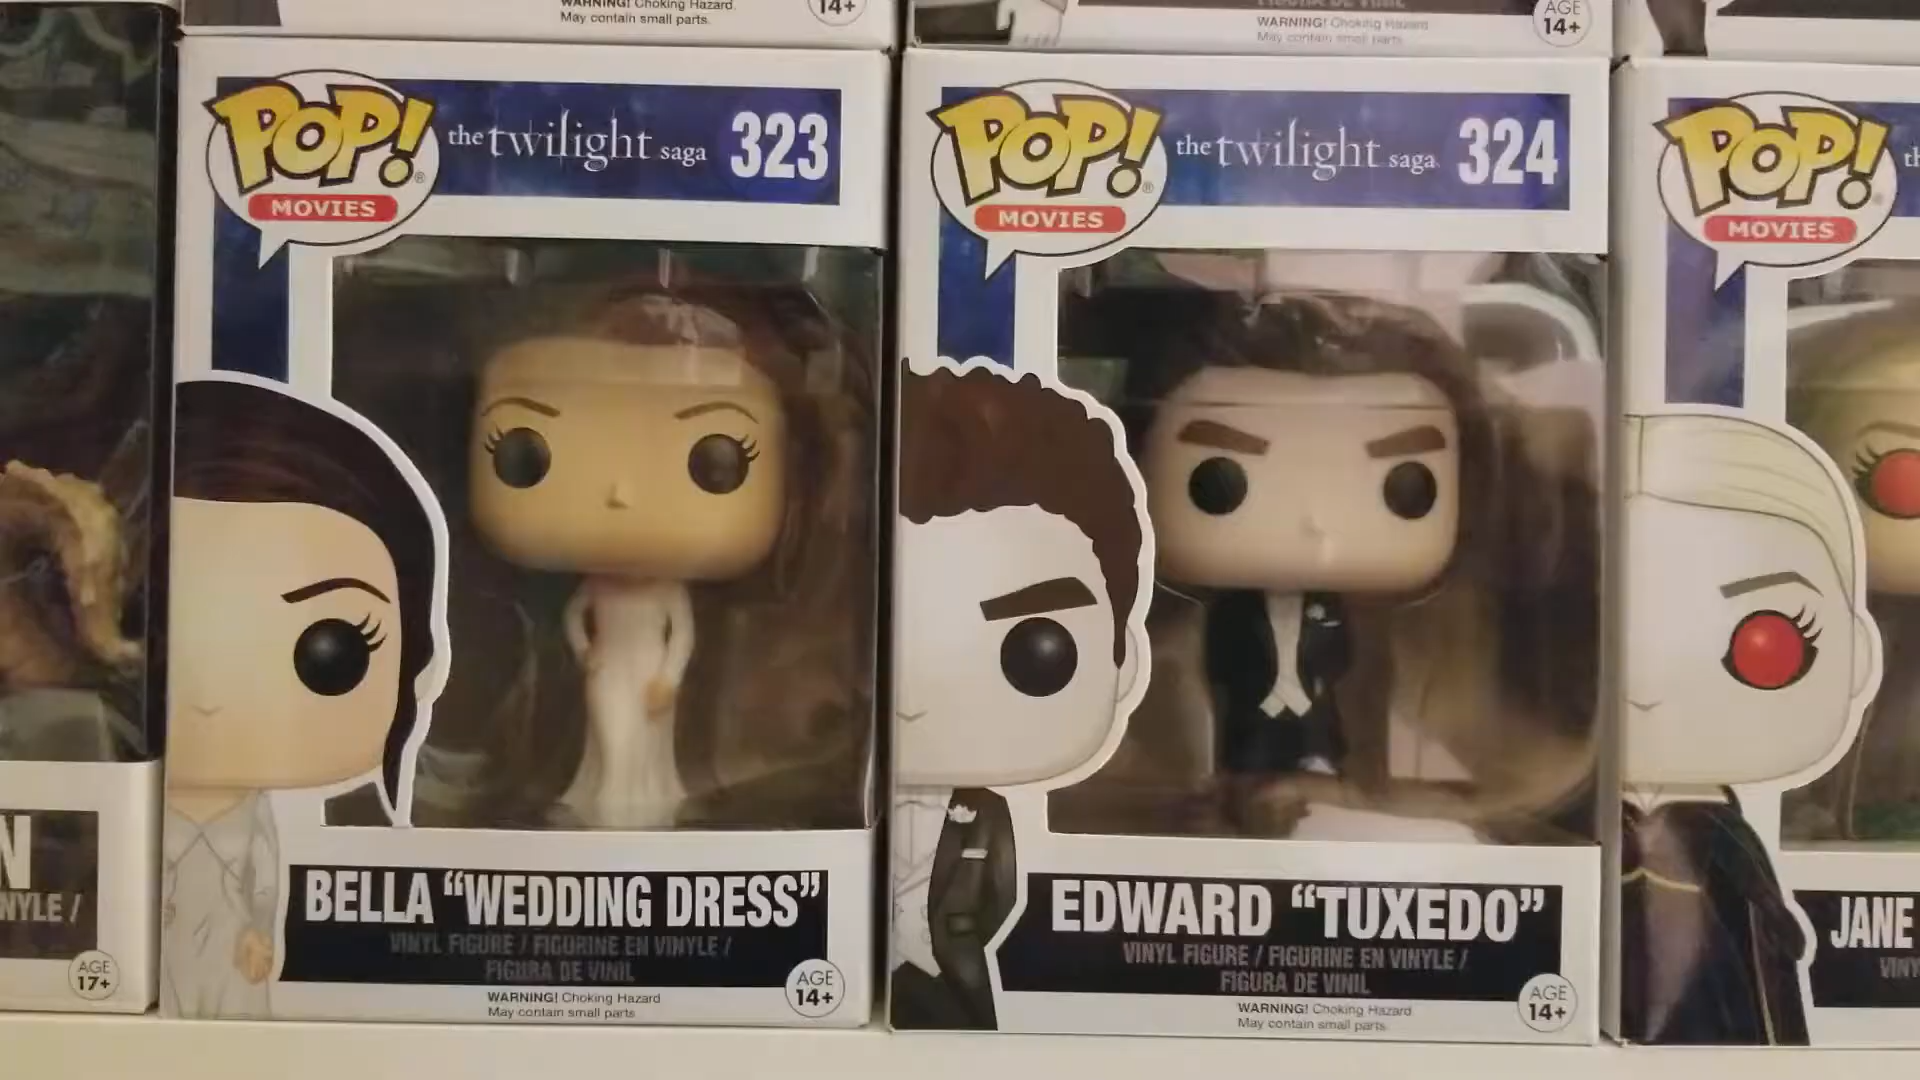 WARNING! Choking Hazard.
May contain small parts.
14+
WARNING! Choking Hazard
May contain small parts
AGE
14+
POP!
MOVIES
the twilight saga 323
BELLA "WEDDING DRESS"
VINYL FIGURE / FIGURINE EN VINYLE /
FIGURA DE VINIL
WARNING! Choking Hazard
May contain small parts
AGE
14+
POP!
MOVIES
the twilight saga 324
EDWARD "TUXEDO"
VINYL FIGURE / FIGURINE EN VINYLE /
FIGURA DE VINIL
WARNING! Choking Hazard
May contain small parts
AGE
14+
POP!
MOVIES
JANE
AGE
17+